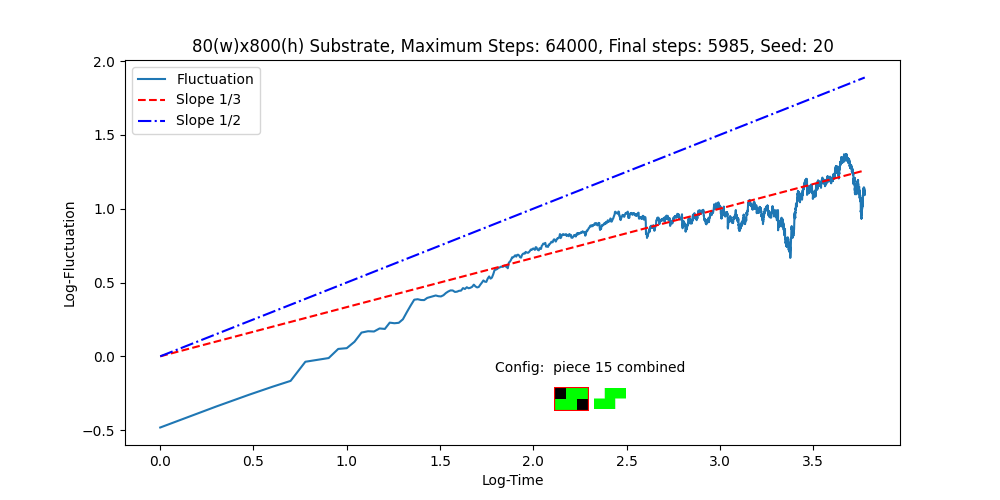 80(w)x800(h) Substrate, Maximum Steps: 64000, Final steps: 5985, Seed: 20
2.0
1.5
1.0
0.5
0.0
−0.5
Log-Fluctuation
Fluctuation
Slope 1/3
Slope 1/2
Config:  piece 15 combined
0.0 0.5 1.0 1.5 2.0 2.5 3.0 3.5
Log-Time